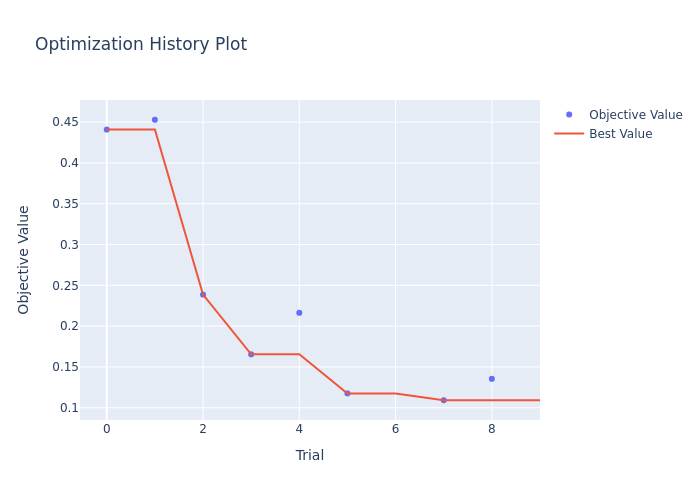 Optimization History Plot
Objective Value
Best Value
0.45
0.4
0.35
0.3
0.25
0.2
0.15
0.1
Objective Value
0
2
4
6
8
Trial